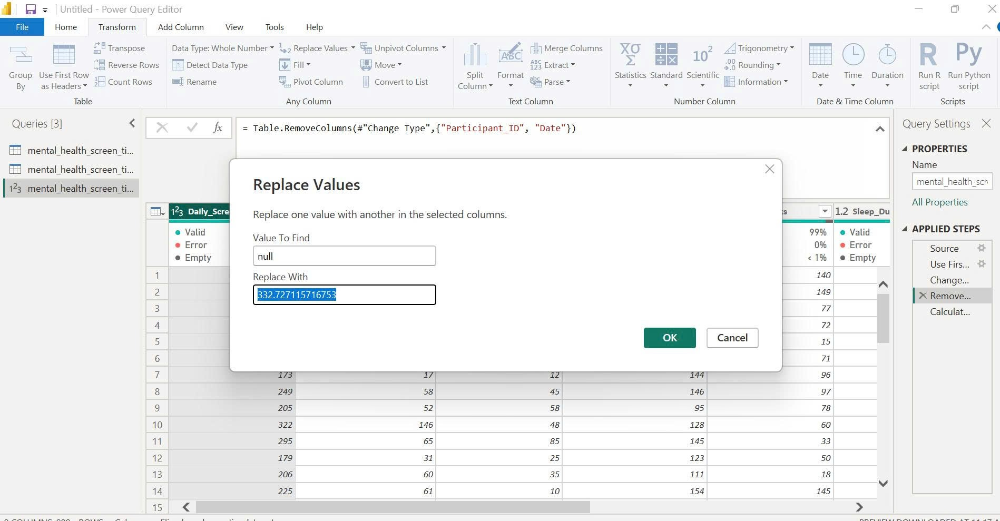 Untitled - Power Query Editor
File Home Transform Add Column View Tools Help
Group By
Use First Row as Headers
Transpose
Reverse Rows
Count Rows
Table
Data Type: Whole Number
Detect Data Type
Rename
Replace Values
Fill
Pivot Column
Unpivot Columns
Move
Convert to List
Any Column
Split Column
Format
Merge Columns
Extract
Parse
Text Column
Statistics
Standard
Scientific
Trigonometry
Rounding
Information
Number Column
Date
Time
Duration
Date & Time Column
Run R script
Run Python script
Scripts
Queries [3]
mental_health_screen_ti...
mental_health_screen_ti...
mental_health_screen_ti...
= Table.RemoveColumns(#"Change Type",{"Participant_ID", "Date"})
Replace Values
Replace one value with another in the selected columns.
Value To Find
null
Replace With
332.727115716753
OK Cancel
123 Daily_Scre
Valid
Error
Empty
99%
0%
< 1%
1.2 Sleep_Du
Valid
Error
Empty
1 140
2 149
3 77
4 72
5 15
6 71
7 173 17 12 144 96
8 249 58 45 146 97
9 205 52 58 95 78
10 322 146 48 128 60
11 295 65 85 145 33
12 179 31 25 123 50
13 206 60 35 111 18
14 225 61 10 154 145
15
Query Settings
PROPERTIES
Name
mental_health_scr
All Properties
APPLIED STEPS
Source
Use Firs...
Change...
Remove...
Calculat...